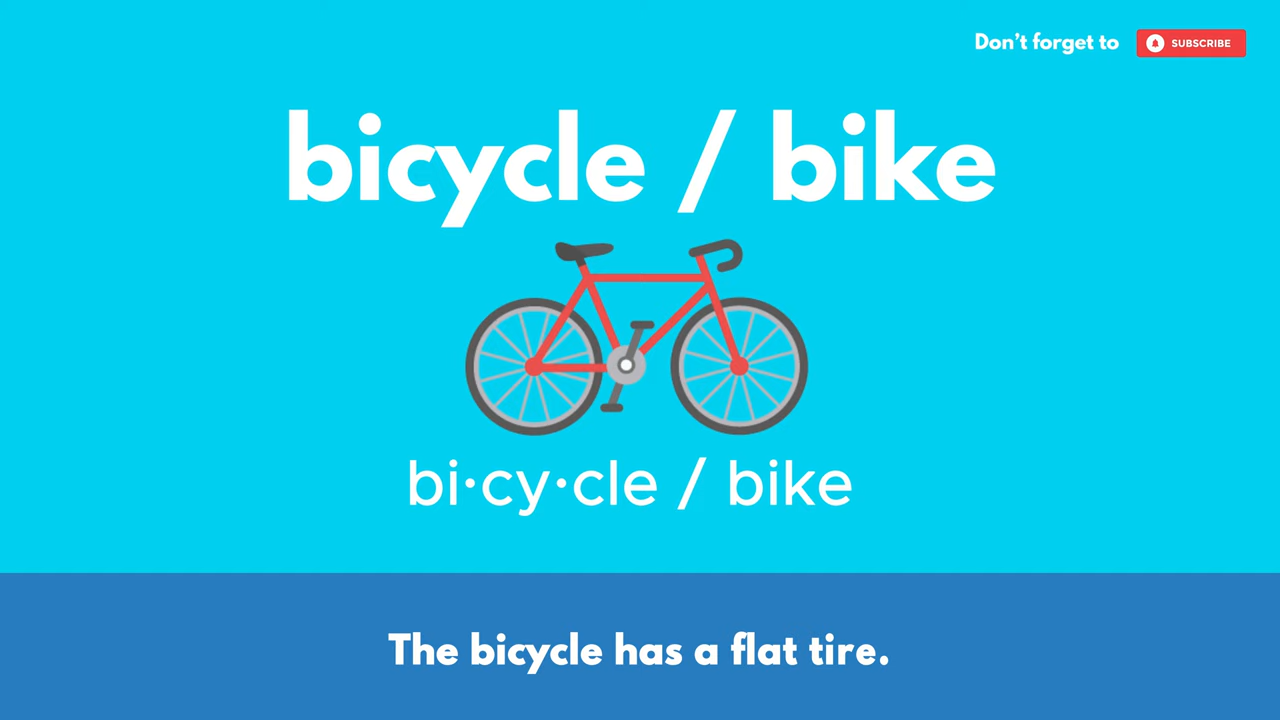 Don't forget to SUBSCRIBE
bicycle / bike
bi·cy·cle / bike
The bicycle has a flat tire.